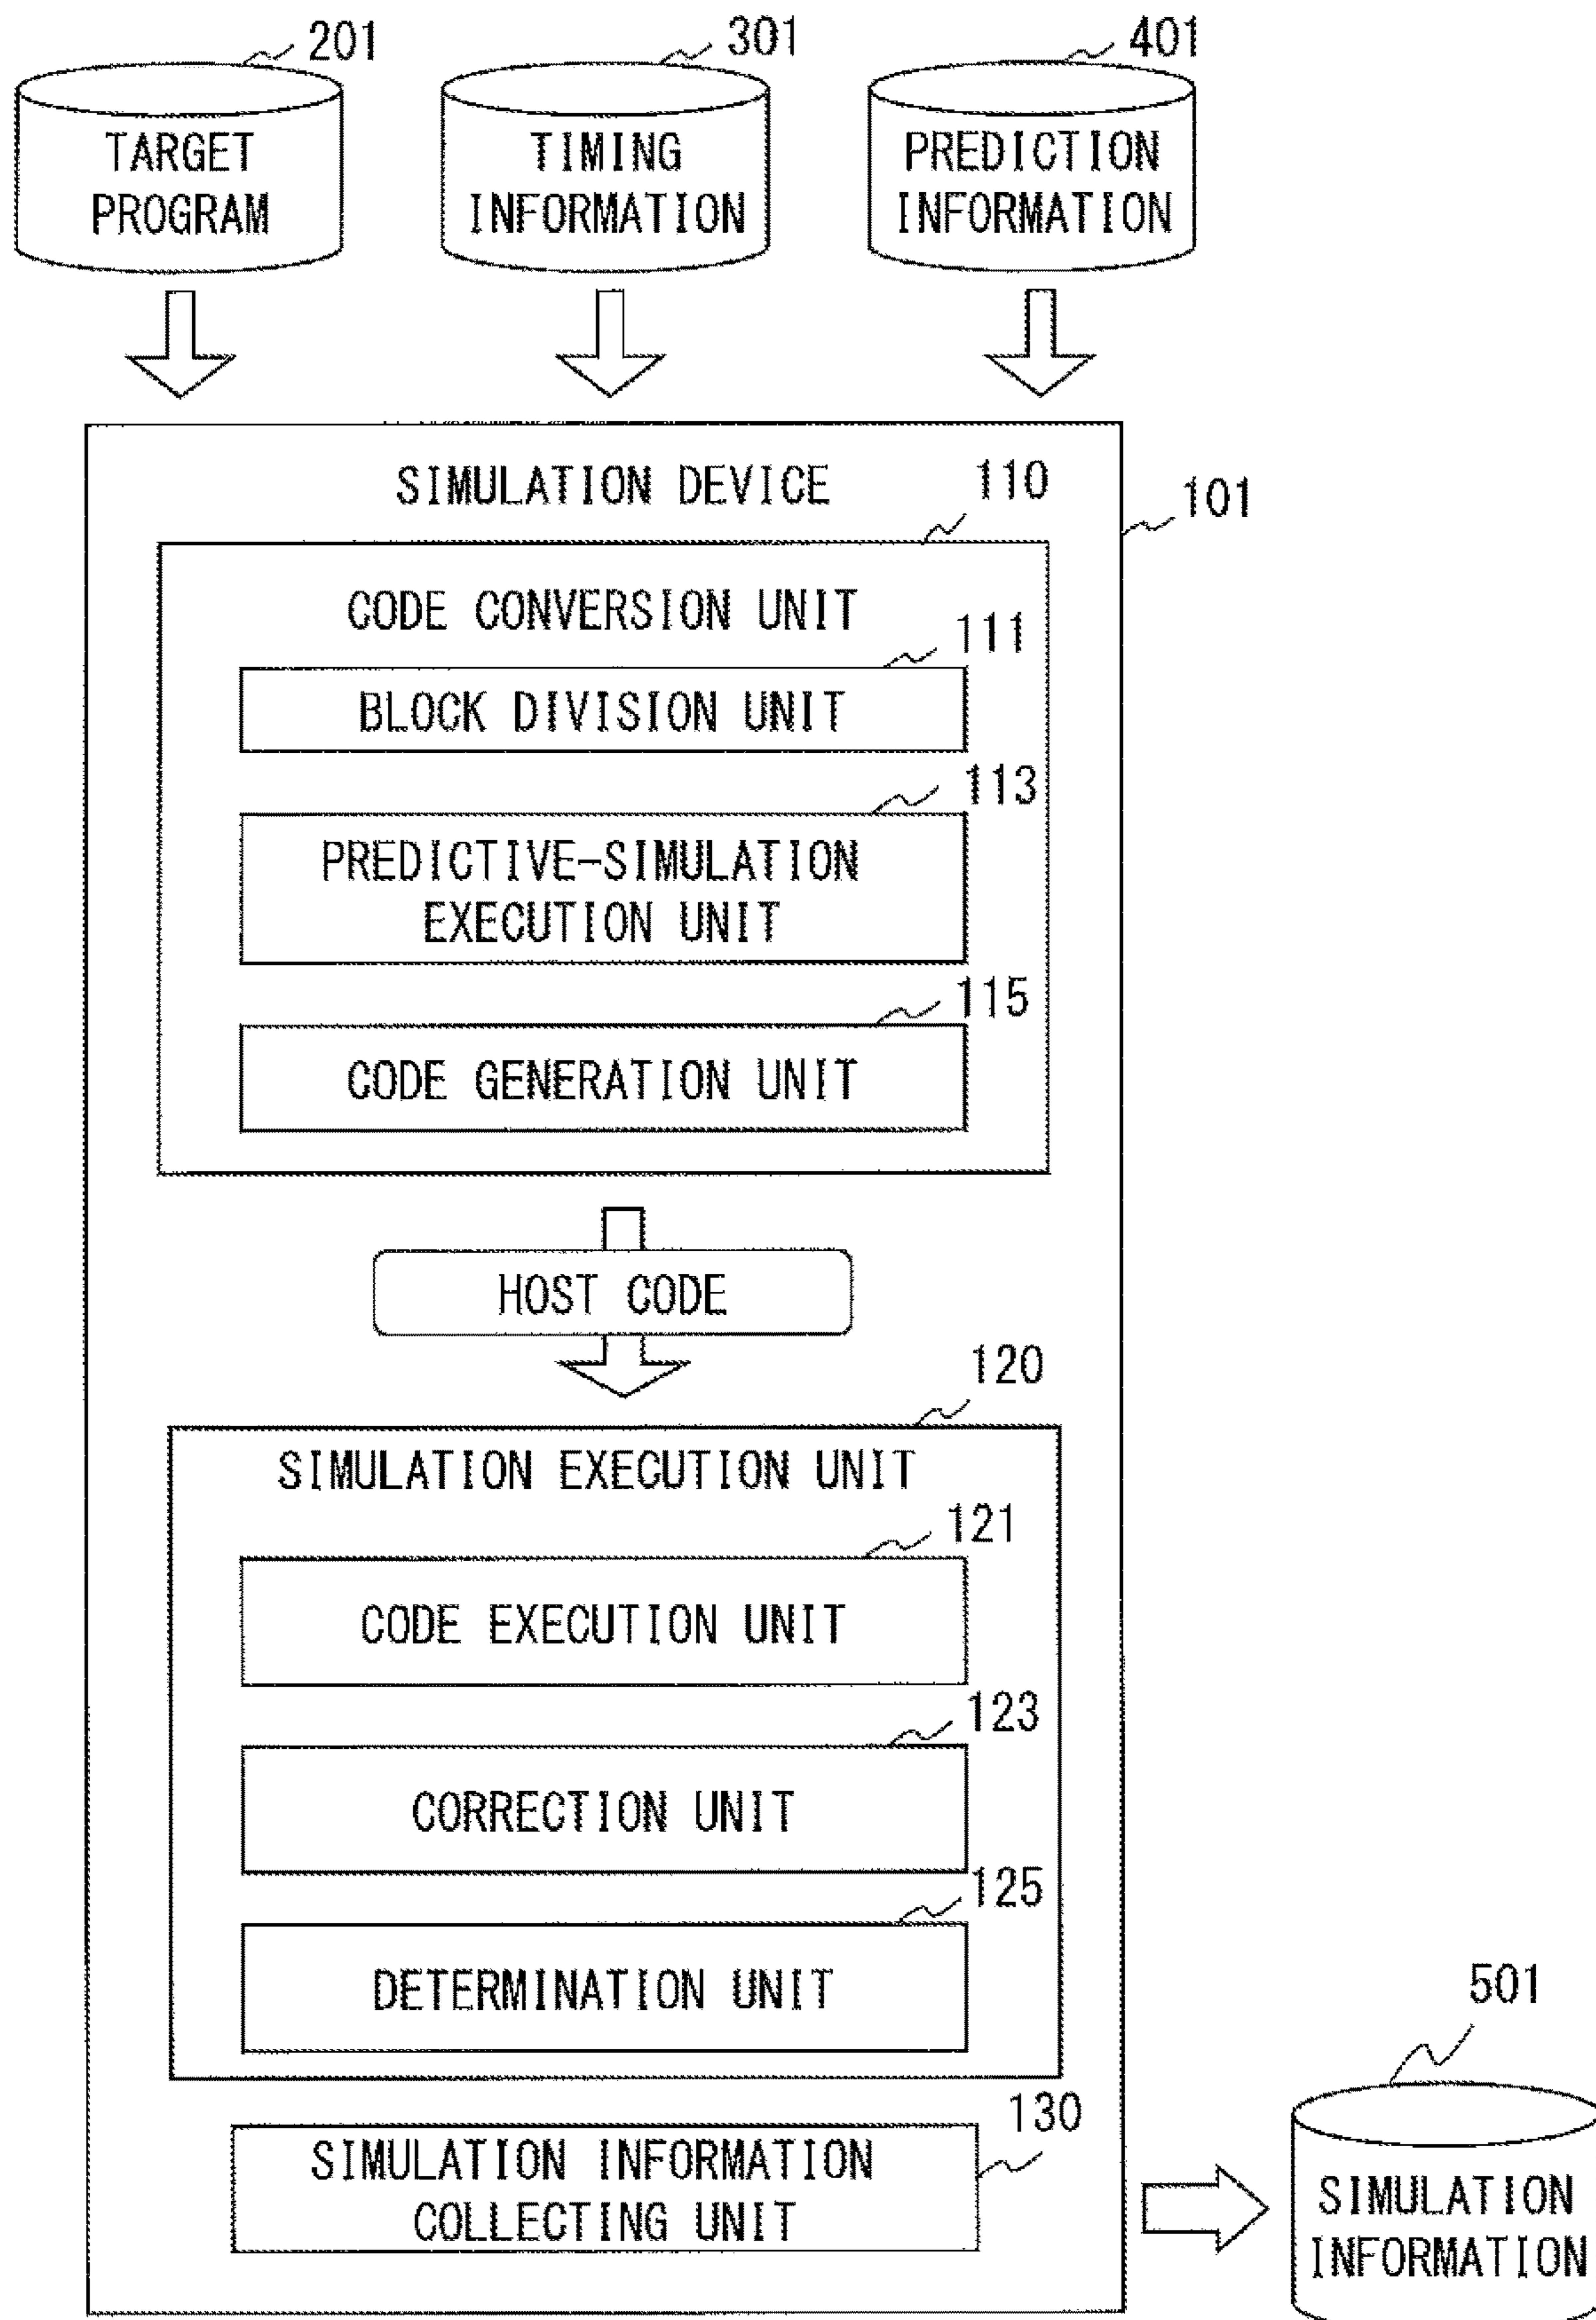 201
301
401
TARGET
PROGRAM
TIMING
INFORMATION
PREDICTION
INFORMATION
SIMULATION DEVICE
110
101
CODE CONVERSION UNIT
111
BLOCK DIVISION UNIT
113
PREDICTIVE-SIMULATION
EXECUTION UNIT
115
CODE GENERATION UNIT
HOST CODE
120
SIMULATION EXECUTION UNIT
121
CODE EXECUTION UNIT
123
CORRECTION UNIT
125
DETERMINATION UNIT
501
130
SIMULATION INFORMATION
COLLECTING UNIT
SIMULATION
INFORMATION